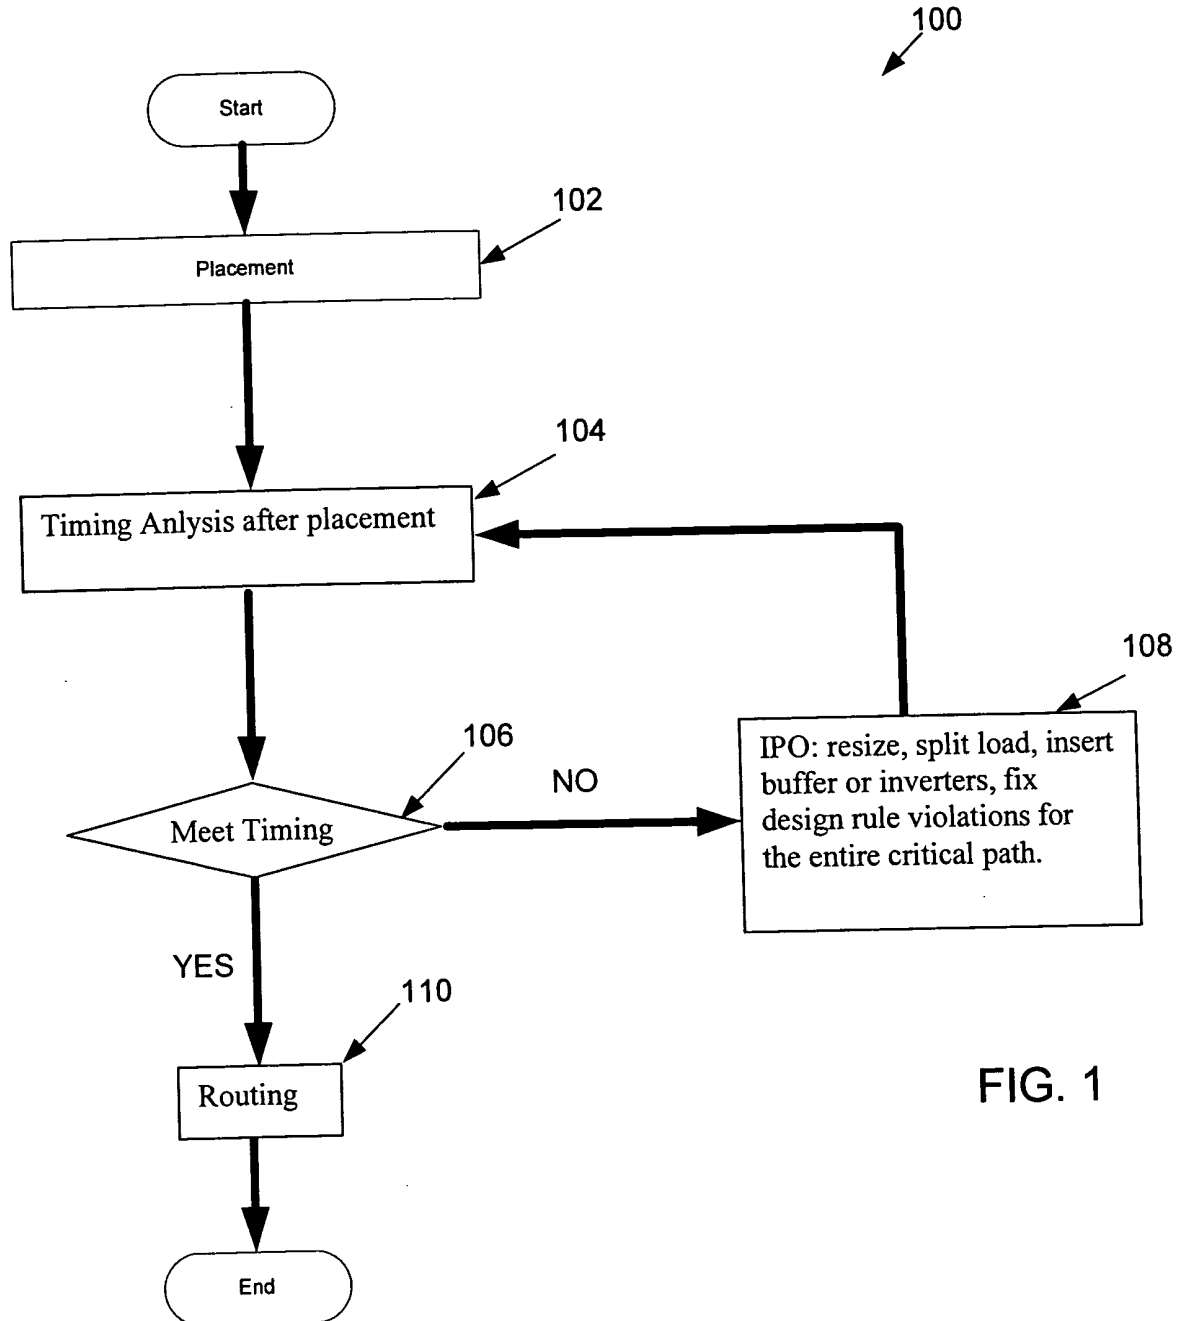 100
Start
102
Placement
104
Timing Anlysis after placement
108
106
NO
IPO: resize, split load, insert
buffer or inverters, fix
design rule violations for
the entire critical path.
Meet Timing
YES
110
Routing
FIG. 1
End